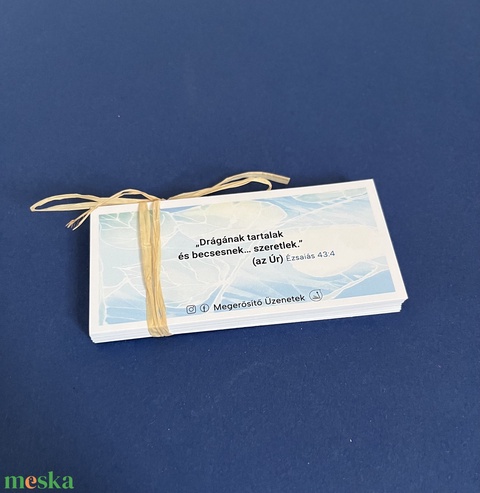 „Drágának tartalak
és becsesnek... szeretlek.”
(az Úr) Ézsaiás 43:4
Megerősítő Üzenetek
meska